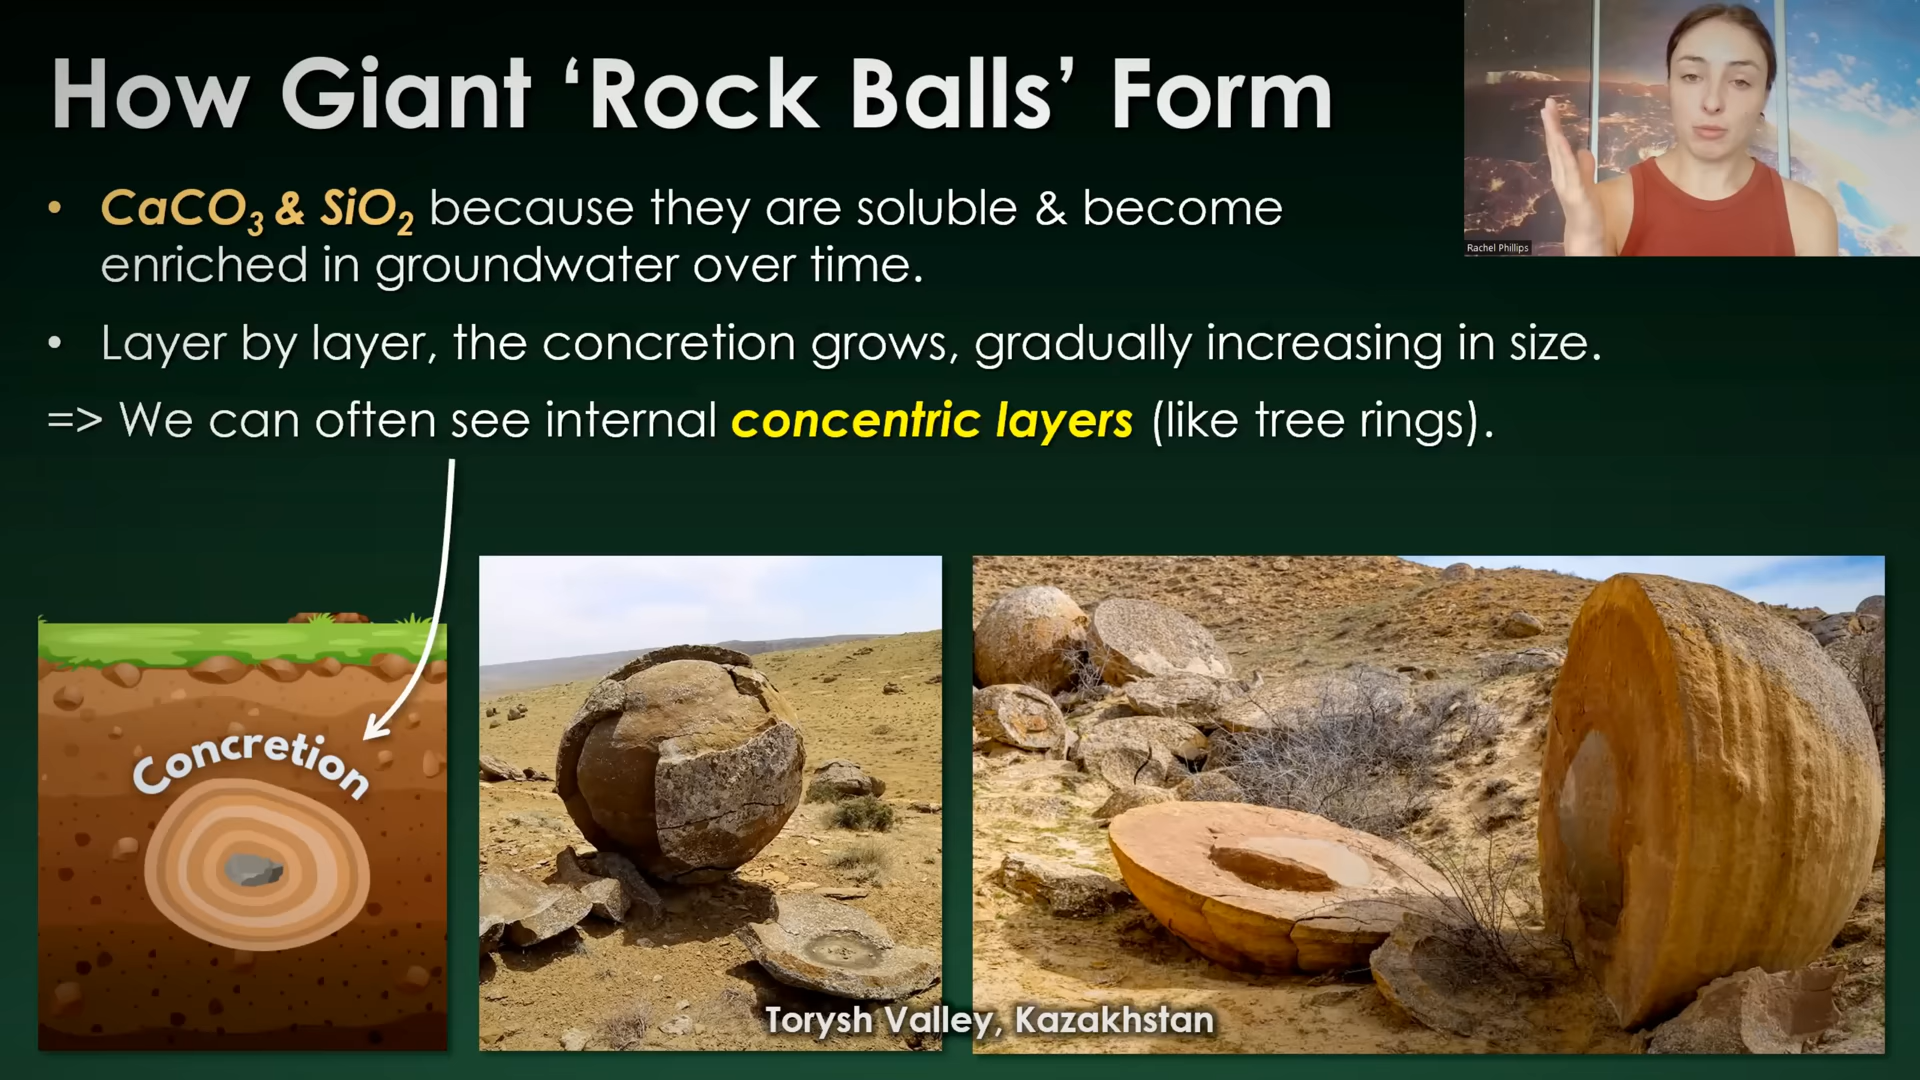 How Giant ‘Rock Balls’ Form
Rachel Phillips
• CaCO₃ & SiO₂ because they are soluble & become
enriched in groundwater over time.
• Layer by layer, the concretion grows, gradually increasing in size.
=> We can often see internal concentric layers (like tree rings).
Concretion
Torysh Valley, Kazakhstan